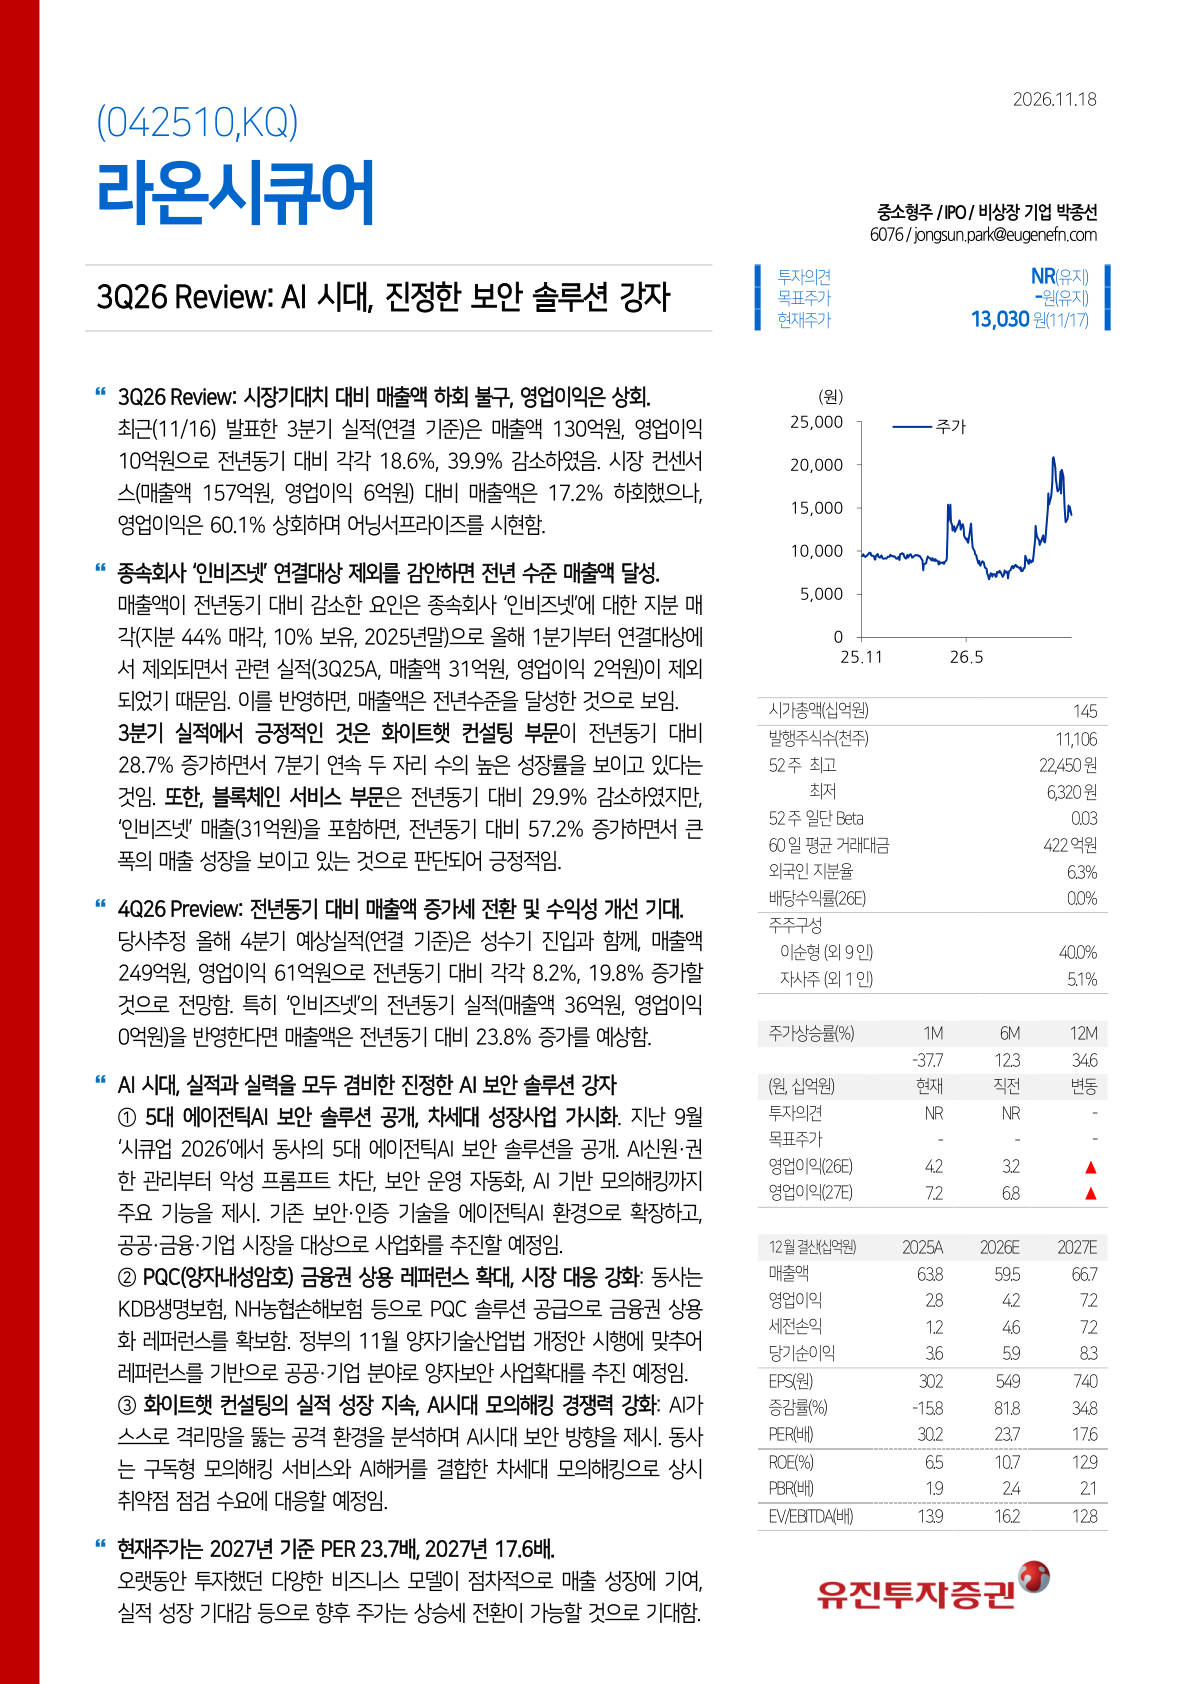 2026.11.18
(042510,KQ)
라온시큐어
중소형주 / IPO / 비상장 기업 박종선
6076 / jongsun.park@eugenefn.com
3Q26 Review: AI 시대, 진정한 보안 솔루션 강자
투자의견 NR(유지)
목표주가 -원(유지)
현재주가 13,030 원(11/17)
“ 3Q26 Review: 시장기대치 대비 매출액 하회 불구, 영업이익은 상회.
최근(11/16) 발표한 3분기 실적(연결 기준)은 매출액 130억원, 영업이익
10억원으로 전년동기 대비 각각 18.6%, 39.9% 감소하였음. 시장 컨센서
스(매출액 157억원, 영업이익 6억원) 대비 매출액은 17.2% 하회했으나,
영업이익은 60.1% 상회하며 어닝서프라이즈를 시현함.
“ 종속회사 ‘인비즈넷’ 연결대상 제외를 감안하면 전년 수준 매출액 달성.
매출액이 전년동기 대비 감소한 요인은 종속회사 ‘인비즈넷’에 대한 지분 매
각(지분 44% 매각, 10% 보유, 2025년말)으로 올해 1분기부터 연결대상에
서 제외되면서 관련 실적(3Q25A, 매출액 31억원, 영업이익 2억원)이 제외
되었기 때문임. 이를 반영하면, 매출액은 전년수준을 달성한 것으로 보임.
3분기 실적에서 긍정적인 것은 화이트햇 컨설팅 부문이 전년동기 대비
28.7% 증가하면서 7분기 연속 두 자리 수의 높은 성장률을 보이고 있다는
것임. 또한, 블록체인 서비스 부문은 전년동기 대비 29.9% 감소하였지만,
‘인비즈넷’ 매출(31억원)을 포함하면, 전년동기 대비 57.2% 증가하면서 큰
폭의 매출 성장을 보이고 있는 것으로 판단되어 긍정적임.
“ 4Q26 Preview: 전년동기 대비 매출액 증가세 전환 및 수익성 개선 기대.
당사추정 올해 4분기 예상실적(연결 기준)은 성수기 진입과 함께, 매출액
249억원, 영업이익 61억원으로 전년동기 대비 각각 8.2%, 19.8% 증가할
것으로 전망함. 특히 ‘인비즈넷’의 전년동기 실적(매출액 36억원, 영업이익
0억원)을 반영한다면 매출액은 전년동기 대비 23.8% 증가를 예상함.
“ AI 시대, 실적과 실력을 모두 겸비한 진정한 AI 보안 솔루션 강자
① 5대 에이전틱AI 보안 솔루션 공개, 차세대 성장사업 가시화. 지난 9월
‘시큐업 2026’에서 동사의 5대 에이전틱AI 보안 솔루션을 공개. AI신원·권
한 관리부터 악성 프롬프트 차단, 보안 운영 자동화, AI 기반 모의해킹까지
주요 기능을 제시. 기존 보안·인증 기술을 에이전틱AI 환경으로 확장하고,
공공·금융·기업 시장을 대상으로 사업화를 추진할 예정임.
② PQC(양자내성암호) 금융권 상용 레퍼런스 확대, 시장 대응 강화: 동사는
KDB생명보험, NH농협손해보험 등으로 PQC 솔루션 공급으로 금융권 상용
화 레퍼런스를 확보함. 정부의 11월 양자기술산업법 개정안 시행에 맞추어
레퍼런스를 기반으로 공공·기업 분야로 양자보안 사업확대를 추진 예정임.
③ 화이트햇 컨설팅의 실적 성장 지속, AI시대 모의해킹 경쟁력 강화: AI가
스스로 격리망을 뚫는 공격 환경을 분석하며 AI시대 보안 방향을 제시. 동사
는 구독형 모의해킹 서비스와 AI해커를 결합한 차세대 모의해킹으로 상시
취약점 점검 수요에 대응할 예정임.
“ 현재주가는 2027년 기준 PER 23.7배, 2027년 17.6배.
오랫동안 투자했던 다양한 비즈니스 모델이 점차적으로 매출 성장에 기여,
실적 성장 기대감 등으로 향후 주가는 상승세 전환이 가능할 것으로 기대함.
(원)
25,000
20,000
15,000
10,000
5,000
0
주가
25.11 26.5
시가총액(십억원) 145
발행주식수(천주) 11,106
52 주 최고 22,450 원
최저 6,320 원
52 주 일단 Beta 0.03
60 일 평균 거래대금 422 억원
외국인 지분율 6.3%
배당수익률(26E) 0.0%
주주구성
이순형 (외 9 인) 40.0%
자사주 (외 1 인) 5.1%
주가상승률(%) 1M 6M 12M
-37.7 12.3 34.6
(원, 십억원) 현재 직전 변동
투자의견 NR NR -
목표주가 - - -
영업이익(26E) 4.2 3.2 ▲
영업이익(27E) 7.2 6.8 ▲
12 월 결산(십억원) 2025A 2026E 2027E
매출액 63.8 59.5 66.7
영업이익 2.8 4.2 7.2
세전손익 1.2 4.6 7.2
당기순이익 3.6 5.9 8.3
EPS(원) 302 549 740
증감률(%) -15.8 81.8 34.8
PER(배) 30.2 23.7 17.6
ROE(%) 6.5 10.7 12.9
PBR(배) 1.9 2.4 2.1
EV/EBITDA(배) 13.9 16.2 12.8
유진투자증권